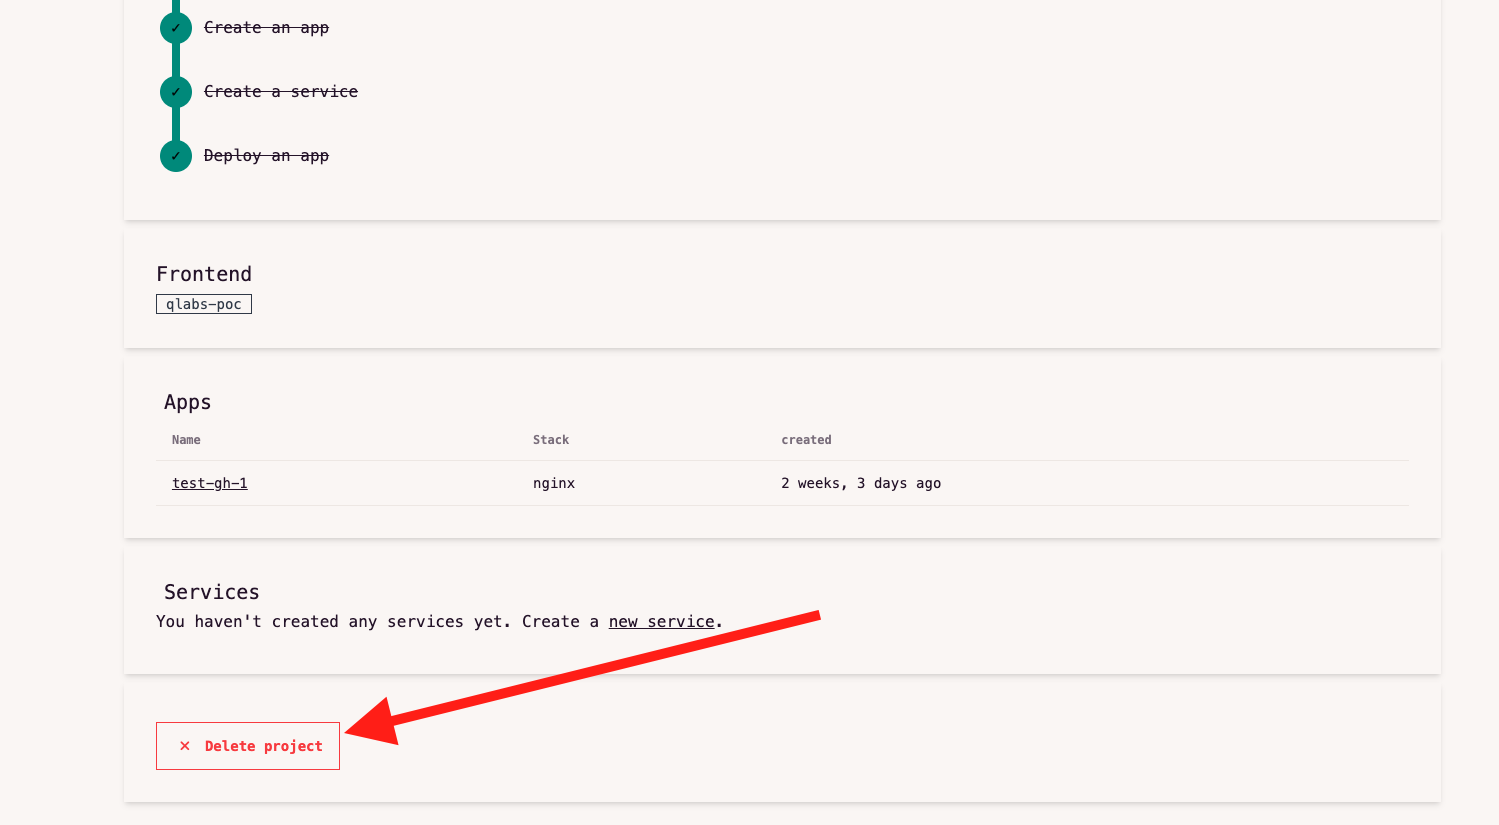 ✓ Create an app
✓ Create a service
✓ Deploy an app
Frontend
qlabs-poc
Apps
Name Stack created
test-gh-1 nginx 2 weeks, 3 days ago
Services
You haven't created any services yet. Create a new service.
✕ Delete project